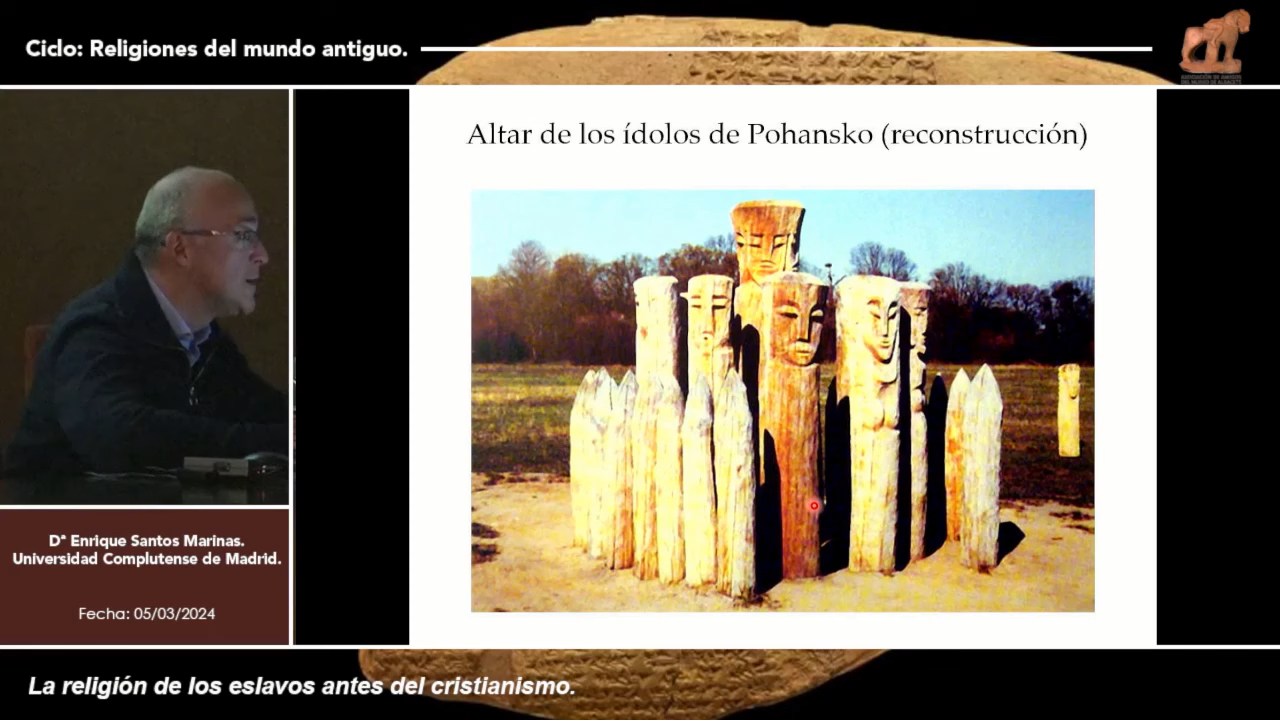 Ciclo: Religiones del mundo antiguo.
Altar de los ídolos de Pohansko (reconstrucción)
Dª Enrique Santos Marinas.
Universidad Complutense de Madrid.
Fecha: 05/03/2024
La religión de los eslavos antes del cristianismo.